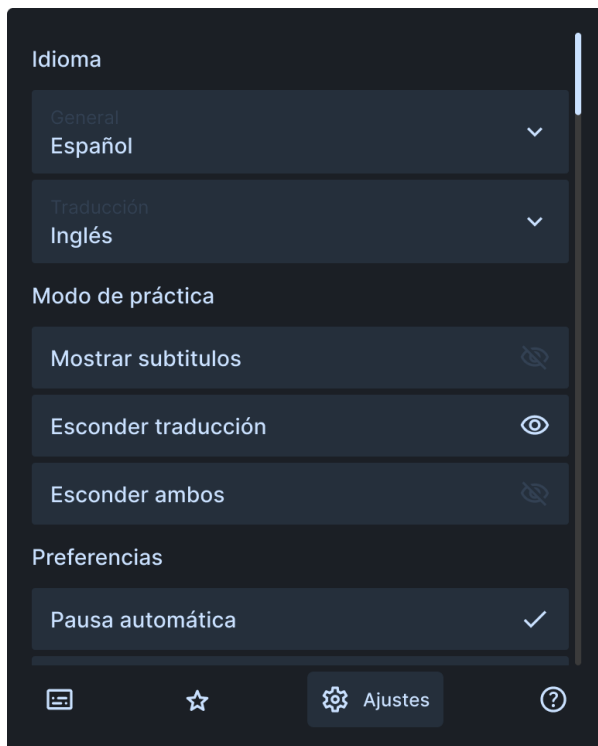 Idioma
General
Español
Traducción
Inglés
Modo de práctica
Mostrar subtitulos
Esconder traducción
Esconder ambos
Preferencias
Pausa automática
Ajustes